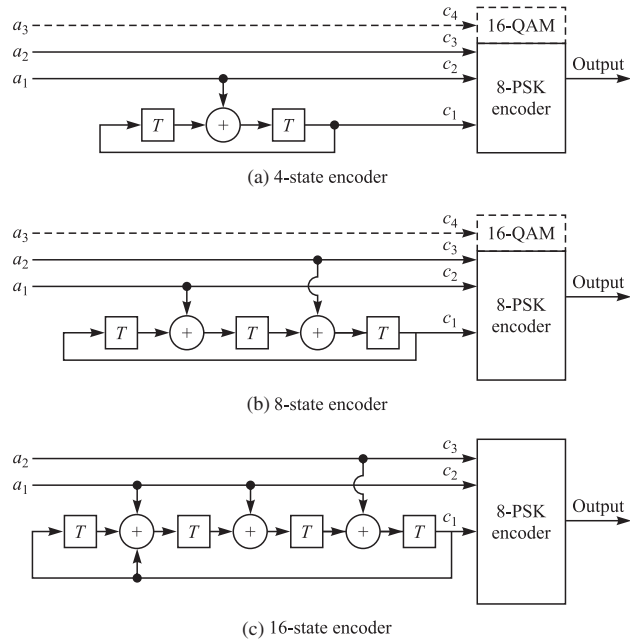 a₃ c₄ 16-QAM
a₂ c₃
a₁ c₂ 8-PSK encoder Output
T + T c₁
(a) 4-state encoder
a₃ c₄ 16-QAM
a₂ c₃
a₁ c₂ 8-PSK encoder Output
T + T + T c₁
(b) 8-state encoder
a₂ c₃
a₁ c₂ 8-PSK encoder Output
T + T + T + T c₁
(c) 16-state encoder